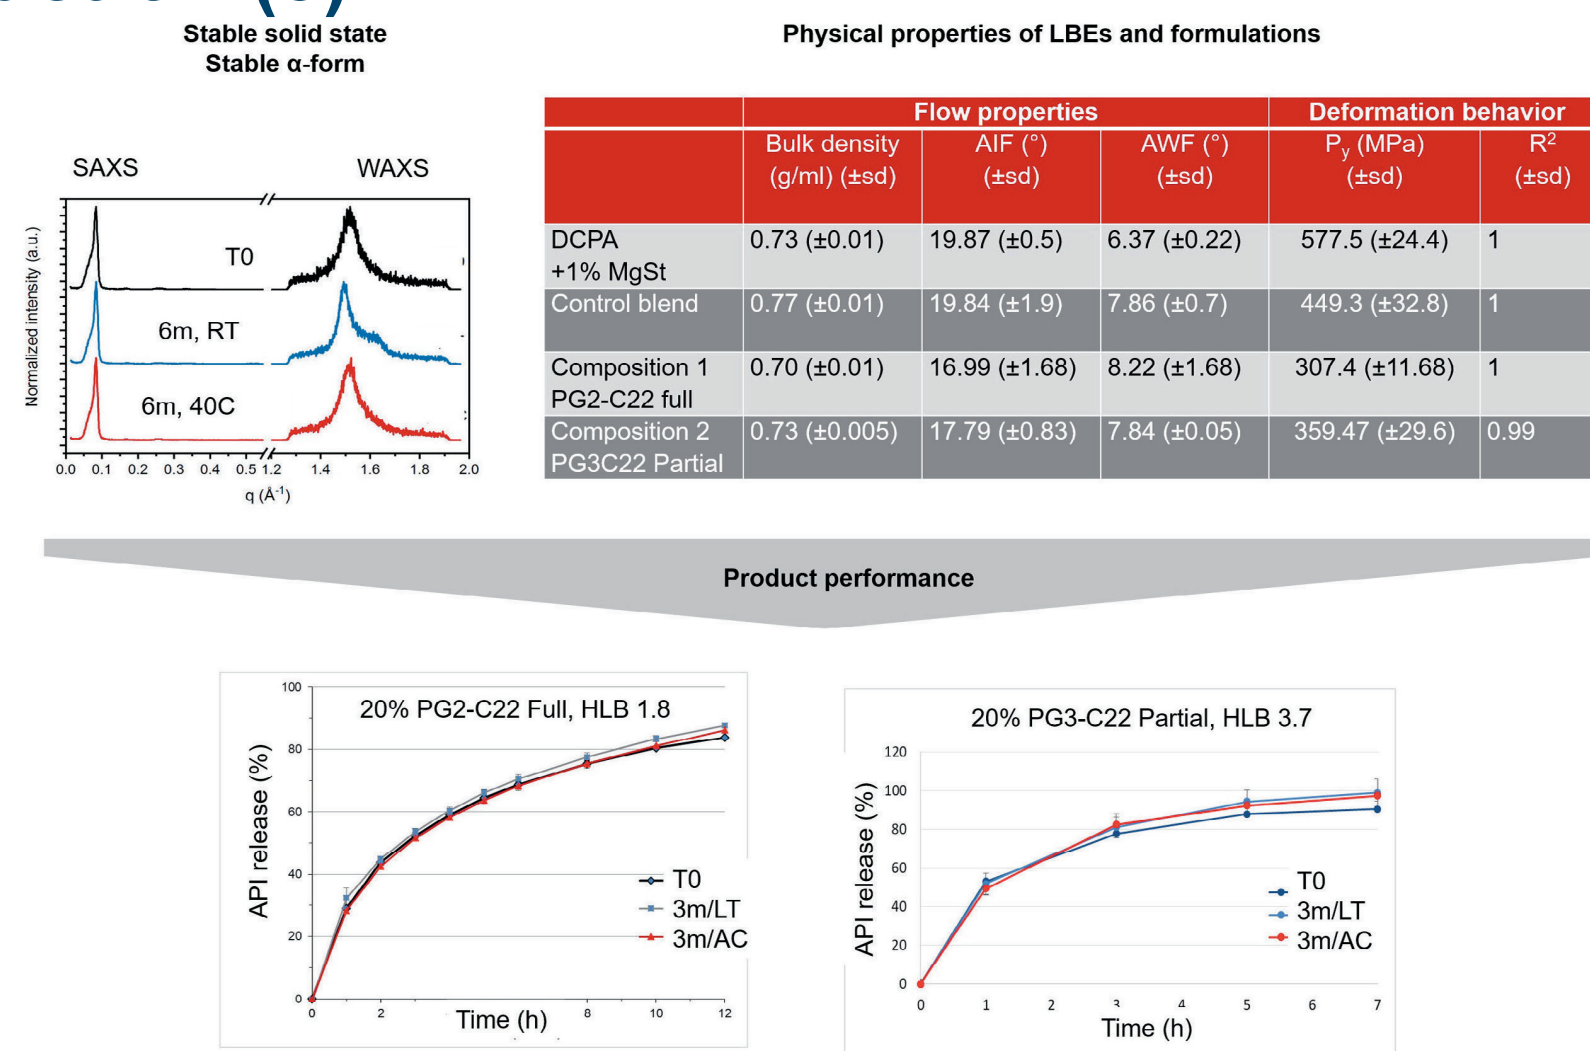 Stable solid state
Stable α-form
Physical properties of LBEs and formulations
SAXS
WAXS
Normalized intensity (a.u.)
T0
6m, RT
6m, 40C
0.0 0.1 0.2 0.3 0.4 0.5 1.2 1.4 1.6 1.8 2.0
q (Å-1)
Flow properties Deformation behavior
Bulk density AIF (°) AWF (°) Py (MPa) R2
(g/ml) (±sd) (±sd) (±sd) (±sd) (±sd)
DCPA 0.73 (±0.01) 19.87 (±0.5) 6.37 (±0.22) 577.5 (±24.4) 1
+1% MgSt
Control blend 0.77 (±0.01) 19.84 (±1.9) 7.86 (±0.7) 449.3 (±32.8) 1
Composition 1 0.70 (±0.01) 16.99 (±1.68) 8.22 (±1.68) 307.4 (±11.68) 1
PG2-C22 full
Composition 2 0.73 (±0.005) 17.79 (±0.83) 7.84 (±0.05) 359.47 (±29.6) 0.99
PG3C22 Partial
Product performance
20% PG2-C22 Full, HLB 1.8
API release (%)
100
80
60
40
20
0
T0
3m/LT
3m/AC
0 2 8 10 12
Time (h)
20% PG3-C22 Partial, HLB 3.7
API release (%)
120
100
80
60
40
20
0
T0
3m/LT
3m/AC
0 1 2 3 4 5 6 7
Time (h)